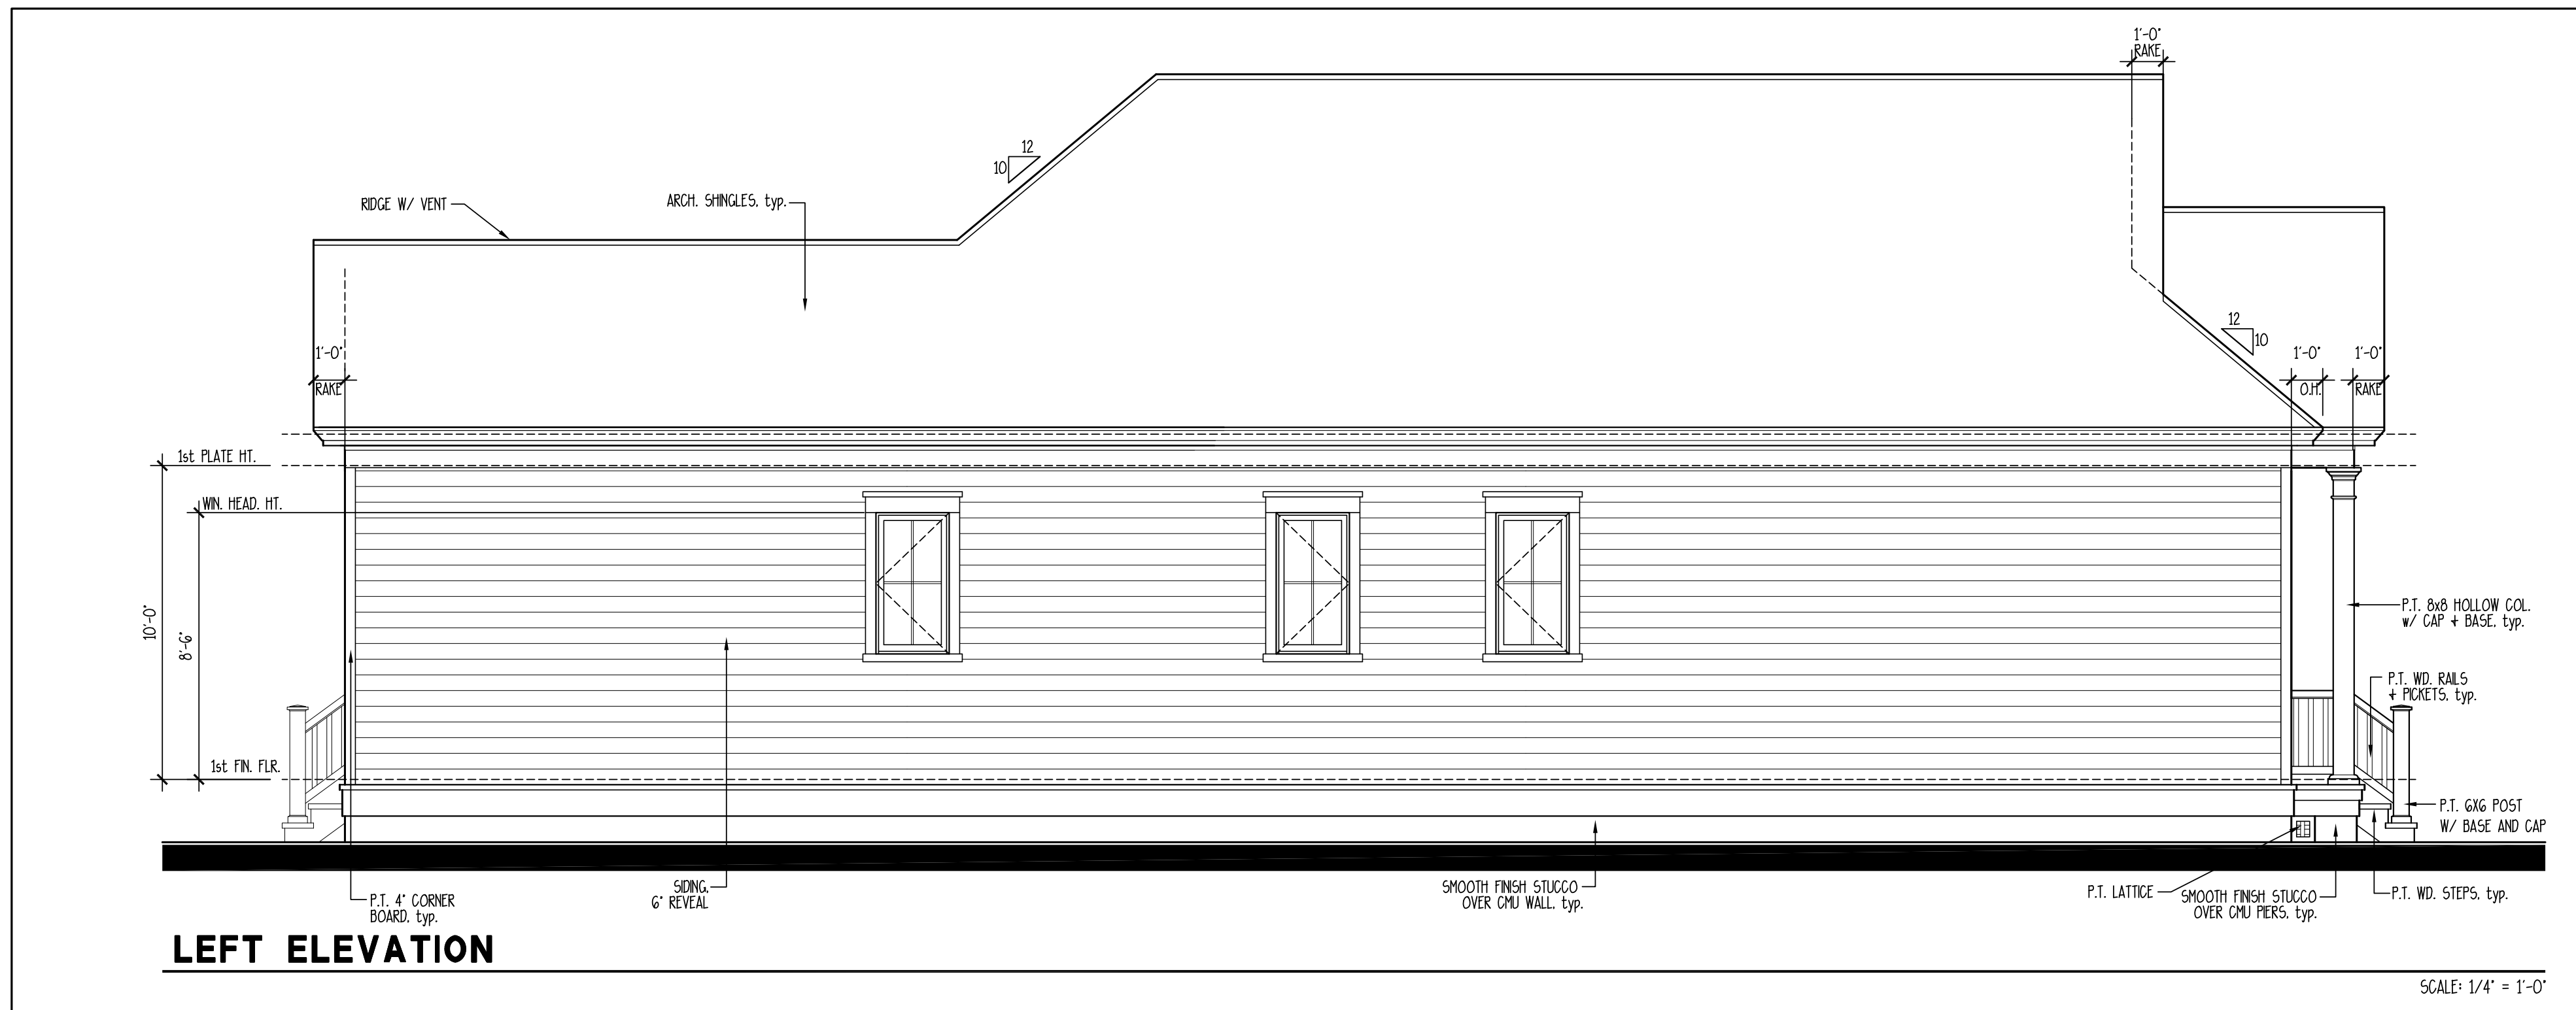 1'-0"
RAKE
12
10
RIDGE W/ VENT
ARCH. SHINGLES, typ.
12
10
1'-0"
RAKE
1'-0"
O.H.
1'-0"
RAKE
1st PLATE HT.
WIN. HEAD. HT.
10'-0"
8'-6"
P.T. 8x8 HOLLOW COL.
w/ CAP + BASE, typ.
P.T. WD. RAILS
+ PICKETS, typ.
1st FIN. FLR.
P.T. 6X6 POST
W/ BASE AND CAP
P.T. 4" CORNER
BOARD, typ.
SIDING,
6" REVEAL
SMOOTH FINISH STUCCO
OVER CMU WALL, typ.
P.T. LATTICE
SMOOTH FINISH STUCCO
OVER CMU PIERS, typ.
P.T. WD. STEPS, typ.
LEFT ELEVATION
SCALE: 1/4" = 1'-0"